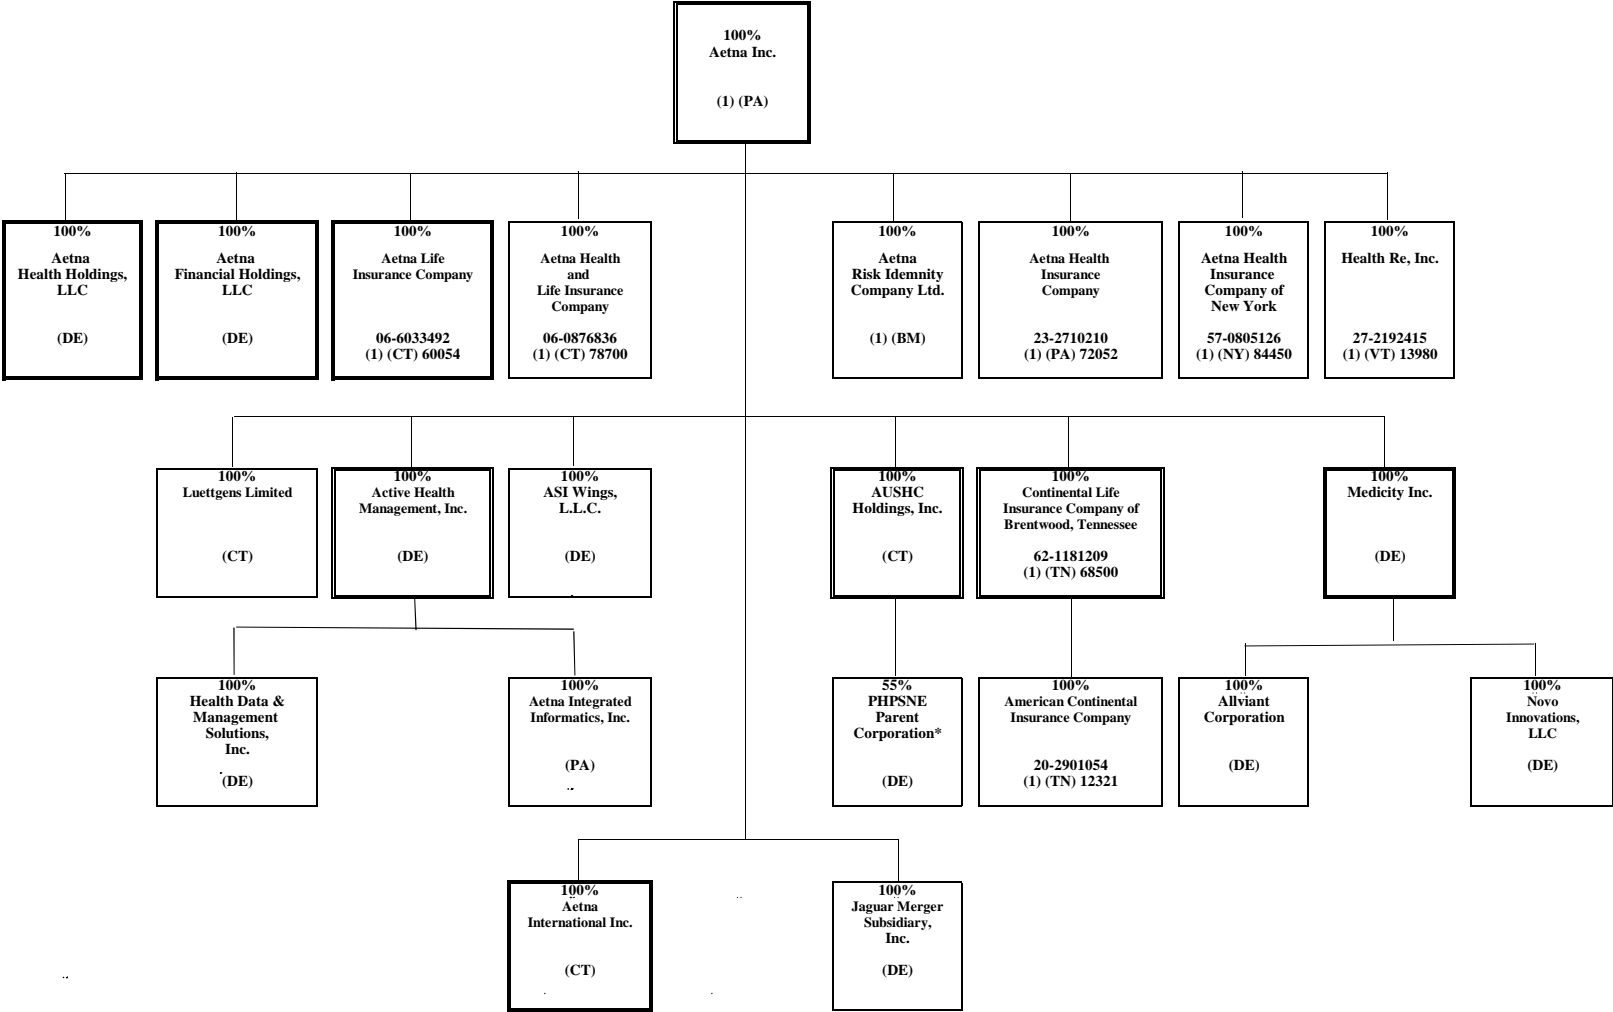 100%
Aetna Inc.
(1) (PA)
100%
Aetna
Health Holdings,
LLC
(DE)
100%
Aetna
Financial Holdings,
LLC
(DE)
100%
Aetna Life
Insurance Company
06-6033492
(1) (CT) 60054
100%
Aetna Health
and
Life Insurance
Company
06-0876836
(1) (CT) 78700
100%
Aetna
Risk Idemnity
Company Ltd.
(1) (BM)
100%
Aetna Health
Insurance
Company
23-2710210
(1) (PA) 72052
100%
Aetna Health
Insurance
Company of
New York
57-0805126
(1) (NY) 84450
100%
Health Re, Inc.
27-2192415
(1) (VT) 13980
100%
Luettgens Limited
(CT)
100%
Active Health
Management, Inc.
(DE)
100%
ASI Wings,
L.L.C.
(DE)
100%
AUSHC
Holdings, Inc.
(CT)
100%
Continental Life
Insurance Company of
Brentwood, Tennessee
62-1181209
(1) (TN) 68500
100%
Medicity Inc.
(DE)
100%
Health Data &
Management
Solutions,
Inc.
(DE)
100%
Aetna Integrated
Informatics, Inc.
(PA)
55%
PHPSNE
Parent
Corporation*
(DE)
100%
American Continental
Insurance Company
20-2901054
(1) (TN) 12321
100%
Allviant
Corporation
(DE)
100%
Novo
Innovations,
LLC
(DE)
100%
Aetna
International Inc.
(CT)
100%
Jaguar Merger
Subsidiary,
Inc.
(DE)